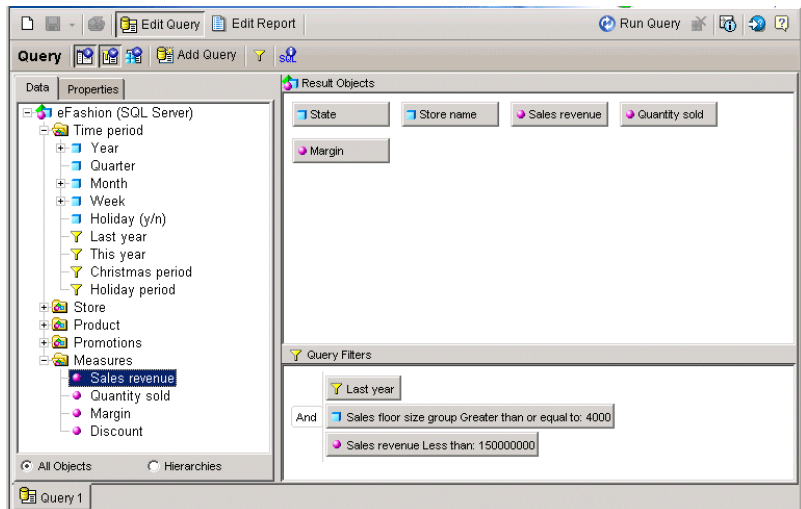 Edit Query Edit Report Run Query
Query Add Query SQL
Data Properties
eFashion (SQL Server)
Time period
Year
Quarter
Month
Week
Holiday (y/n)
Last year
This year
Christmas period
Holiday period
Store
Product
Promotions
Measures
Sales revenue
Quantity sold
Margin
Discount
All Objects Hierarchies
Result Objects
State Store name Sales revenue Quantity sold
Margin
Query Filters
Last year
And Sales floor size group Greater than or equal to: 4000
Sales revenue Less than: 150000000
Query 1